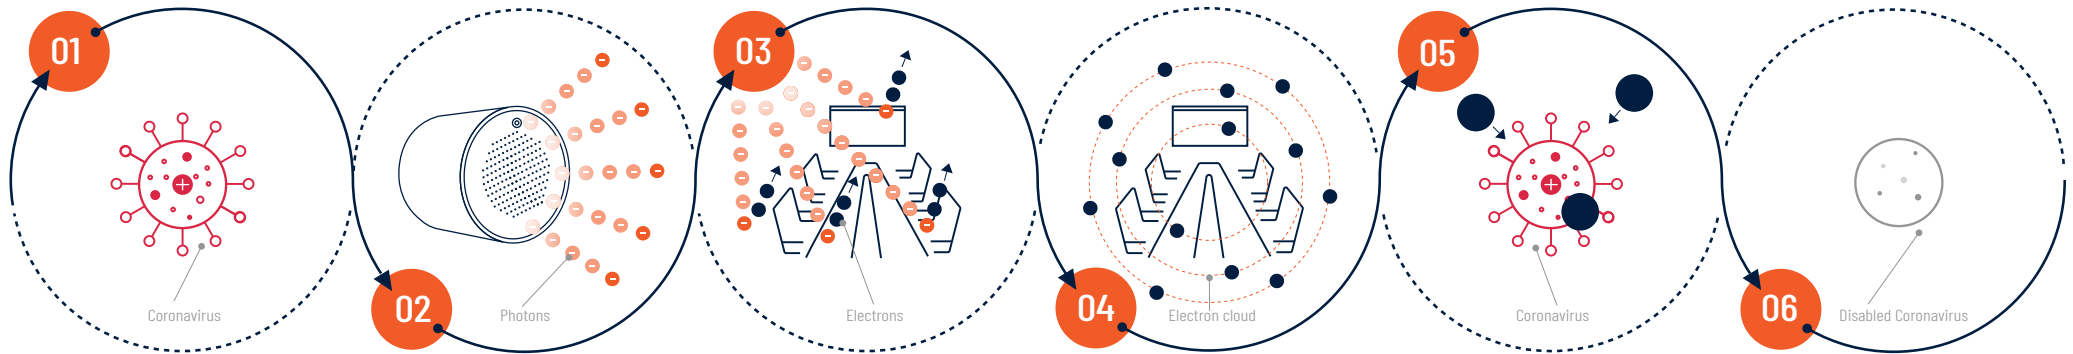 01
Coronavirus
02
Photons
03
Electrons
04
Electron cloud
05
Coronavirus
06
Disabled Coronavirus